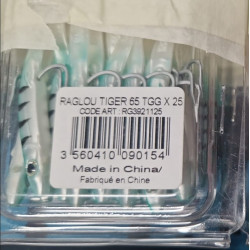 RAGLOU TIGER 65 TGG X 25
CODE ART : RG3921125
3 560410 090154
Made in China/
Fabriqué en Chine